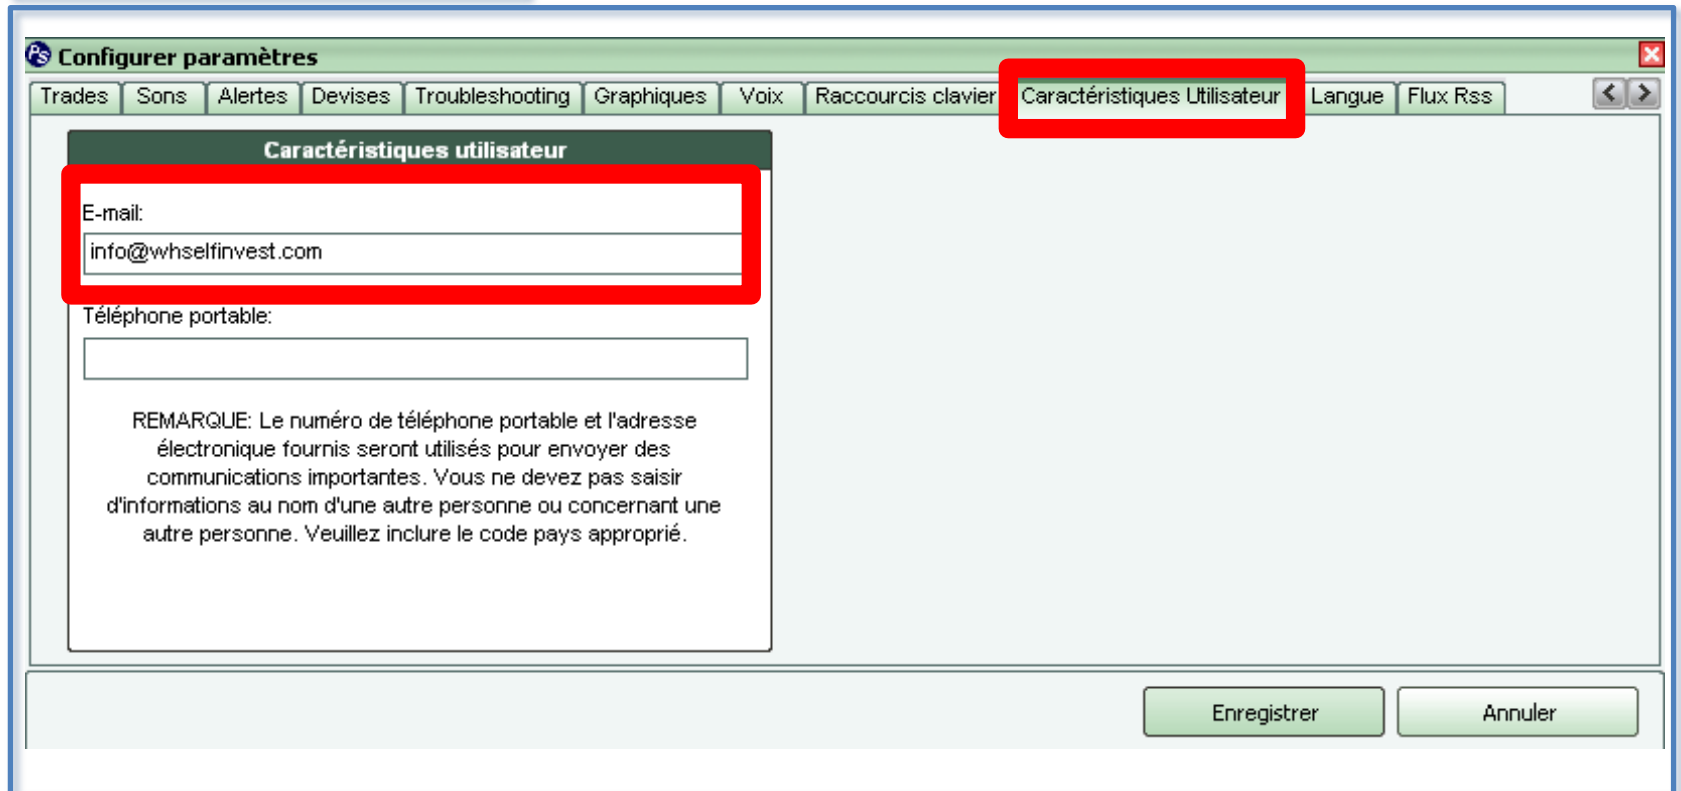 Ps Configurer paramètres
Trades Sons Alertes Devises Troubleshooting Graphiques Voix Raccourcis clavier Caractéristiques Utilisateur Langue Flux Rss
Caractéristiques utilisateur
E-mail:
info@whselfinvest.com
Téléphone portable:
REMARQUE: Le numéro de téléphone portable et l'adresse
électronique fournis seront utilisés pour envoyer des
communications importantes. Vous ne devez pas saisir
d'informations au nom d'une autre personne ou concernant une
autre personne. Veuillez inclure le code pays approprié.
Enregistrer Annuler